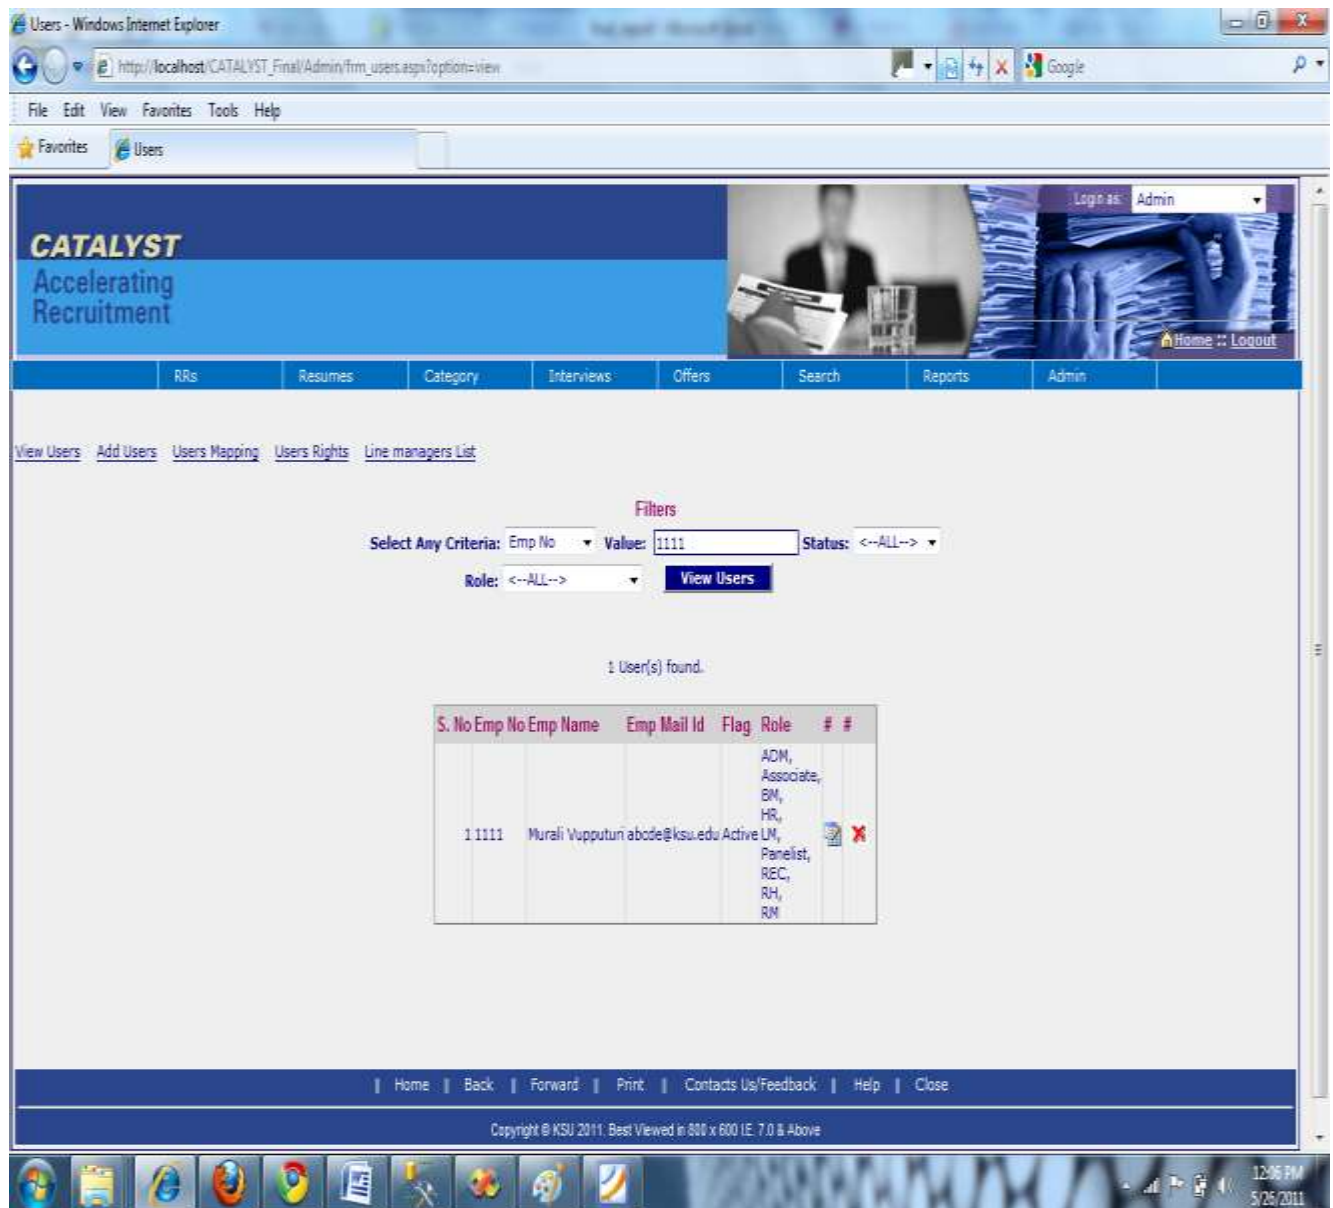 Users - Windows Internet Explorer
http://localhost/CATALYST_Final/Admin/frm_users.aspx?option=view
Google
File Edit View Favorites Tools Help
Favorites Users
Login as: Admin
CATALYST
Accelerating
Recruitment
Home :: Logout
RRs Resumes Category Interviews Offers Search Reports Admin
View Users Add Users Users Mapping Users Rights Line managers List
Filters
Select Any Criteria: Emp No Value: 1111 Status: <--ALL-->
Role: <--ALL--> View Users
1 User(s) found.
S. No Emp No Emp Name Emp Mail Id Flag Role # #
ADM,
Associate,
BM,
HR,
1 1111 Murali Vupputuri abcde@ksu.edu Active LM,
Panelist,
REC,
RH,
RM
| Home | Back | Forward | Print | Contacts Us/Feedback | Help | Close
Copyright © KSU 2011. Best Viewed in 800 x 600 I.E. 7.0 & Above
12:06 PM
5/26/2011